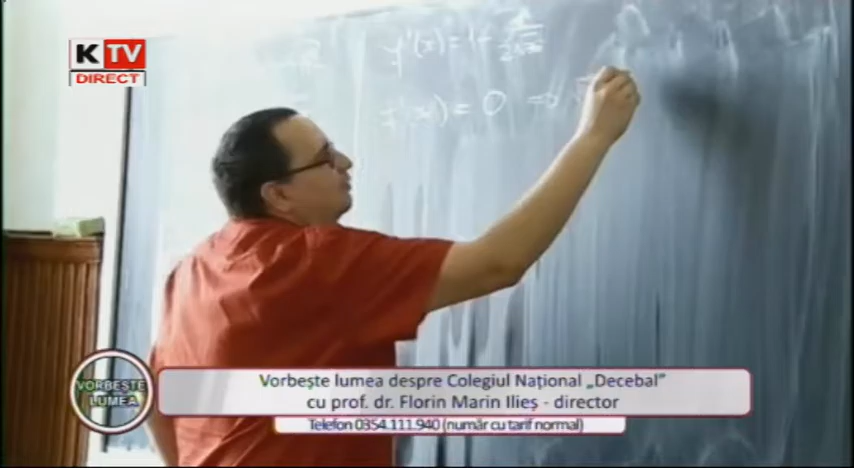 KTV
DIRECT
f'(x) = 0 =>
VORBEȘTE
LUMEA
Vorbește lumea despre Colegiul Național „Decebal”
cu prof. dr. Florin Marin Ilieș - director
Telefon 0354.111.940 (număr cu tarif normal)